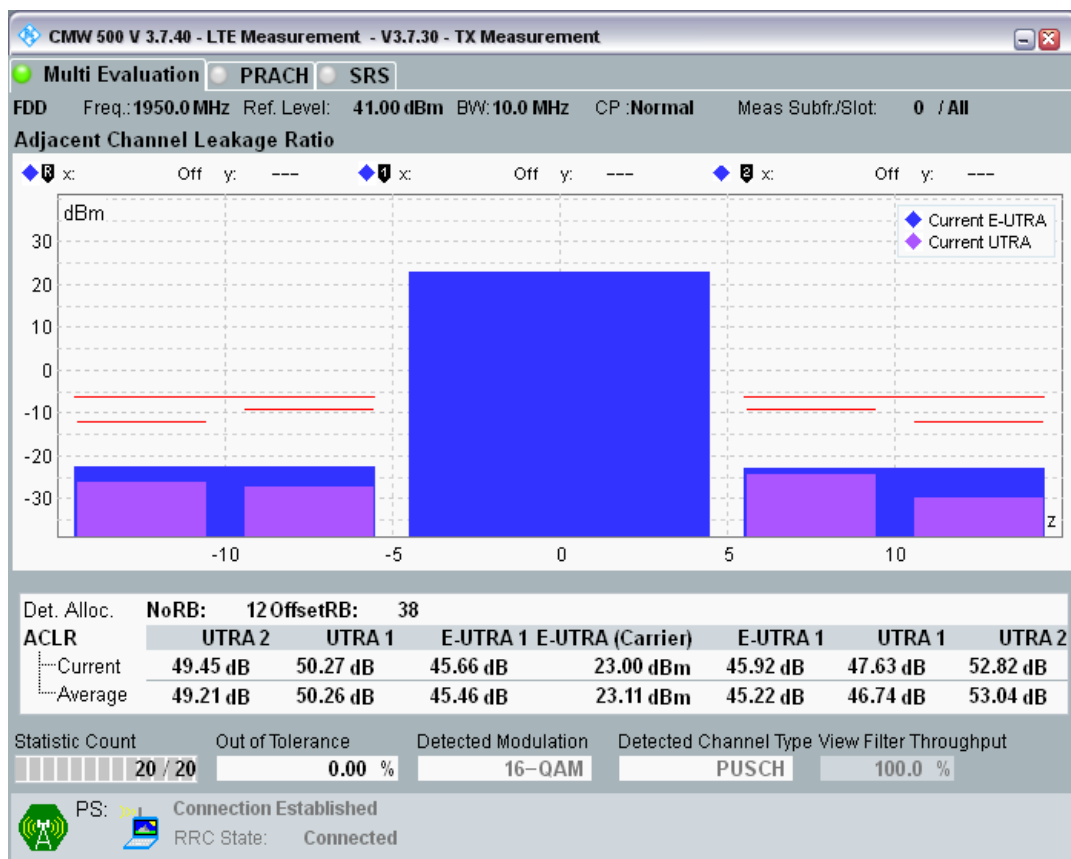 CMW 500 V 3.7.40 - LTE Measurement - V3.7.30 - TX Measurement
Multi Evaluation PRACH SRS
FDD Freq.: 1950.0 MHz Ref. Level: 41.00 dBm BW: 10.0 MHz CP :Normal Meas Subfr./Slot: 0 / All
Adjacent Channel Leakage Ratio
R x: Off y: --- 1 x: Off y: --- 2 x: Off y: ---
dBm
Current E-UTRA
Current UTRA
30
20
10
0
-10
-20
-30
z
-10 -5 0 5 10
Det. Alloc. NoRB: 12 OffsetRB: 38
ACLR UTRA 2 UTRA 1 E-UTRA 1 E-UTRA (Carrier) E-UTRA 1 UTRA 1 UTRA 2
Current 49.45 dB 50.27 dB 45.66 dB 23.00 dBm 45.92 dB 47.63 dB 52.82 dB
Average 49.21 dB 50.26 dB 45.46 dB 23.11 dBm 45.22 dB 46.74 dB 53.04 dB
Statistic Count Out of Tolerance Detected Modulation Detected Channel Type View Filter Throughput
20 / 20 0.00 % 16-QAM PUSCH 100.0 %
PS: Connection Established
RRC State: Connected